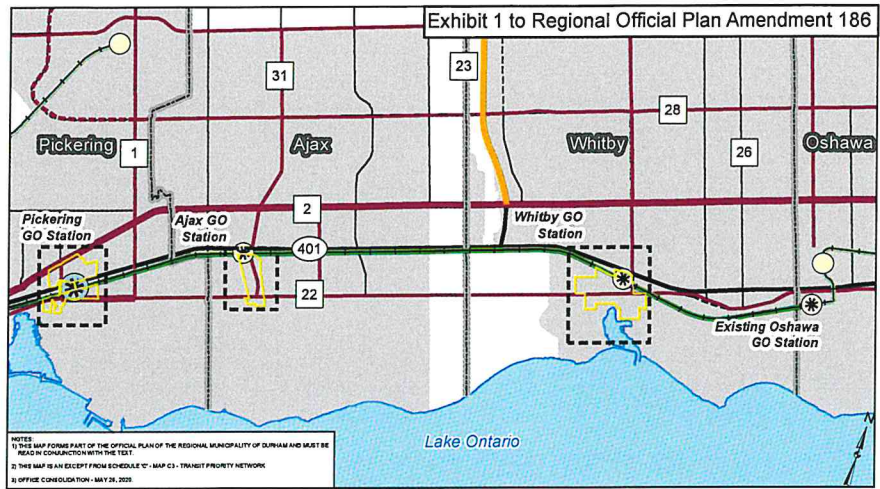 Exhibit 1 to Regional Official Plan Amendment 186
23
31
28
Pickering
1
Ajax
Whitby
26
Oshawa
2
Pickering
GO Station
Ajax GO
Station
Whitby GO
Station
401
22
Existing Oshawa
GO Station
Lake Ontario
N
NOTES:
1) THIS MAP FORMS PART OF THE OFFICIAL PLAN OF THE REGIONAL MUNICIPALITY OF DURHAM AND MUST BE
READ IN CONJUNCTION WITH THE TEXT.
2) THIS MAP IS AN EXCEPT FROM SCHEDULE 'C' - MAP C3 - TRANSIT PRIORITY NETWORK
3) OFFICE CONSOLIDATION - MAY 26, 2020.